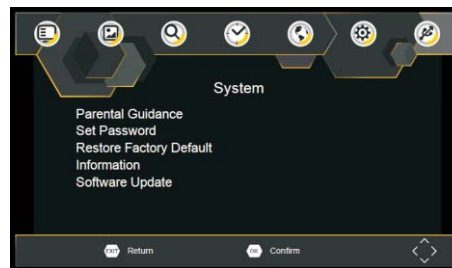 System
Parental Guidance
Set Password
Restore Factory Default
Information
Software Update
EXIT Return
OK Confirm